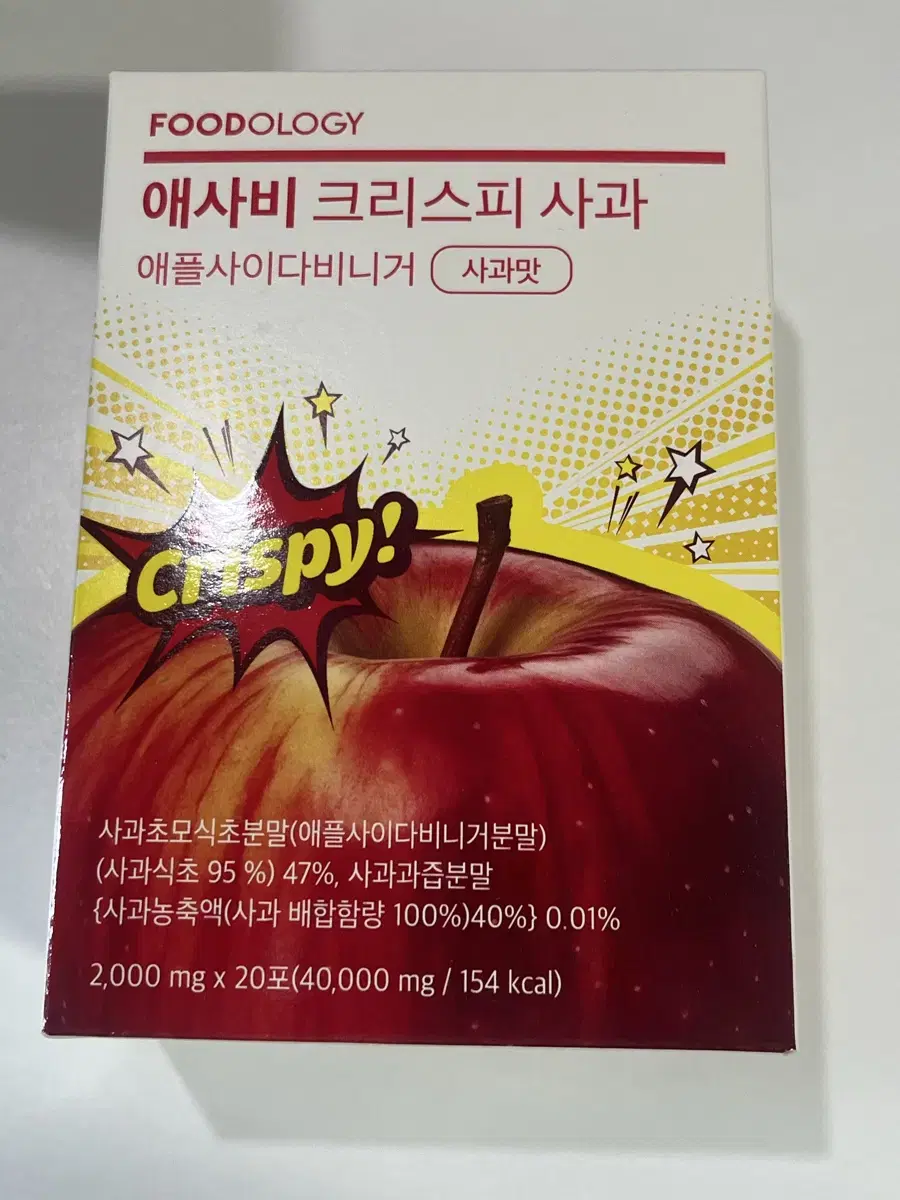 FOODOLOGY
애사비 크리스피 사과
애플사이다비니거 사과맛
Crispy!
사과초모식초분말(애플사이다비니거분말)
(사과식초 95 %) 47%, 사과과즙분말
{사과농축액(사과 배합함량 100%)40%} 0.01%
2,000 mg x 20포(40,000 mg / 154 kcal)